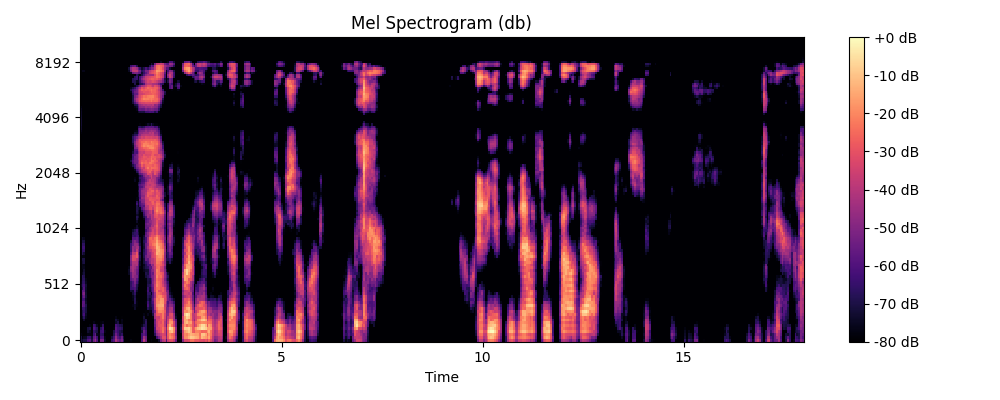 Mel Spectrogram (db)
8192
4096
2048
1024
512
0
Hz
0 5 10 15
Time
+0 dB
-10 dB
-20 dB
-30 dB
-40 dB
-50 dB
-60 dB
-70 dB
-80 dB